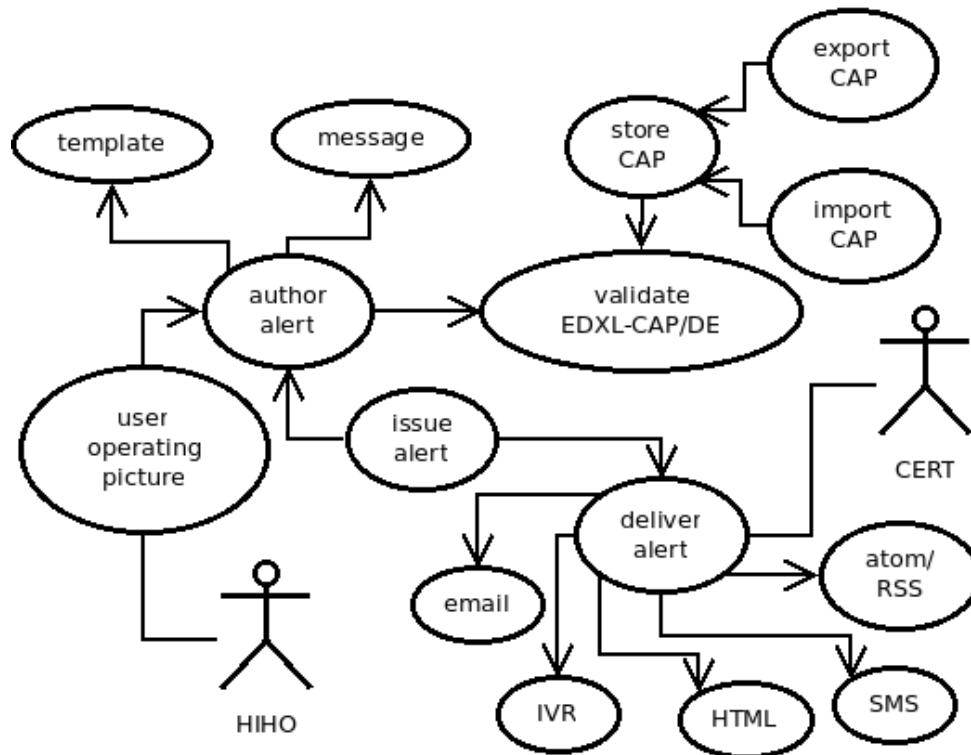 export
CAP
template
message
store
CAP
import
CAP
author
alert
validate
EDXL-CAP/DE
user
operating
picture
issue
alert
CERT
deliver
alert
atom/
RSS
email
HIHO
IVR
HTML
SMS